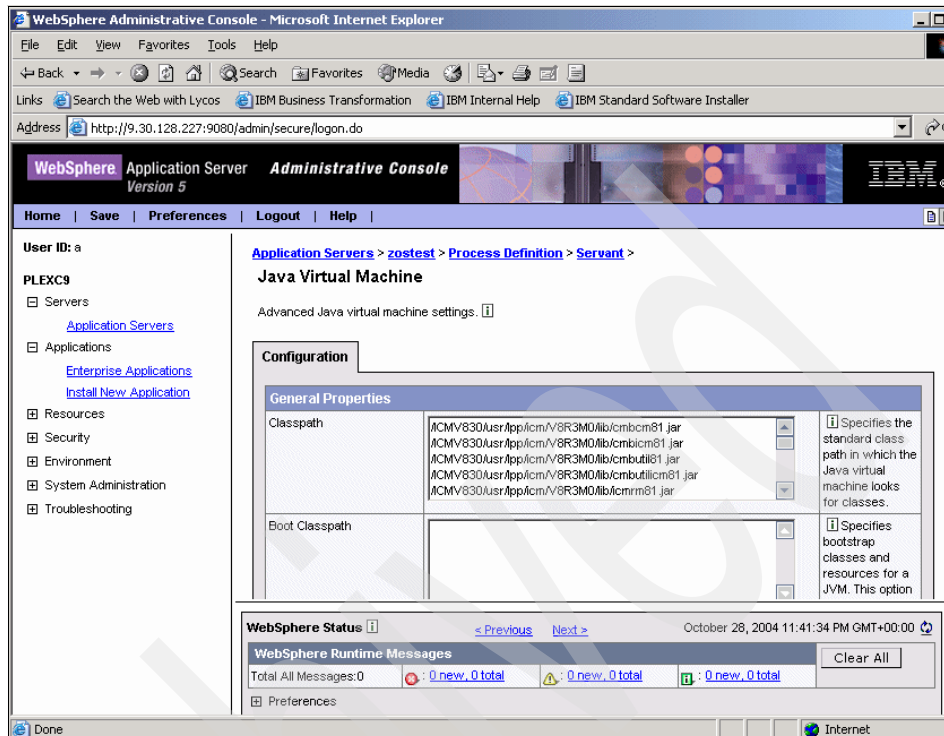 WebSphere Administrative Console - Microsoft Internet Explorer
File Edit View Favorites Tools Help
Back Search Favorites Media
Links Search the Web with Lycos IBM Business Transformation IBM Internal Help IBM Standard Software Installer
Address http://9.30.128.227:9080/admin/secure/logon.do
WebSphere Application Server Administrative Console
Version 5
IBM
Home | Save | Preferences | Logout | Help |
User ID: a
PLEXC9
Servers
Application Servers
Applications
Enterprise Applications
Install New Application
Resources
Security
Environment
System Administration
Troubleshooting
Application Servers > zostest > Process Definition > Servant >
Java Virtual Machine
Advanced Java virtual machine settings. i
Configuration
General Properties
Classpath
/ICMV830/usr/lpp/icm/V8R3M0/lib/cmbcm81.jar
/ICMV830/usr/lpp/icm/V8R3M0/lib/cmbicm81.jar
/ICMV830/usr/lpp/icm/V8R3M0/lib/cmbutil81.jar
/ICMV830/usr/lpp/icm/V8R3M0/lib/cmbutilicm81.jar
/ICMV830/usr/lpp/icm/V8R3M0/lib/icmrm81.jar
i Specifies the
standard class
path in which the
Java virtual
machine looks
for classes.
Boot Classpath
i Specifies
bootstrap
classes and
resources for a
JVM. This option
WebSphere Status i < Previous Next > October 28, 2004 11:41:34 PM GMT+00:00
WebSphere Runtime Messages
Clear All
Total All Messages:0 : 0 new, 0 total : 0 new, 0 total : 0 new, 0 total
Preferences
Done Internet